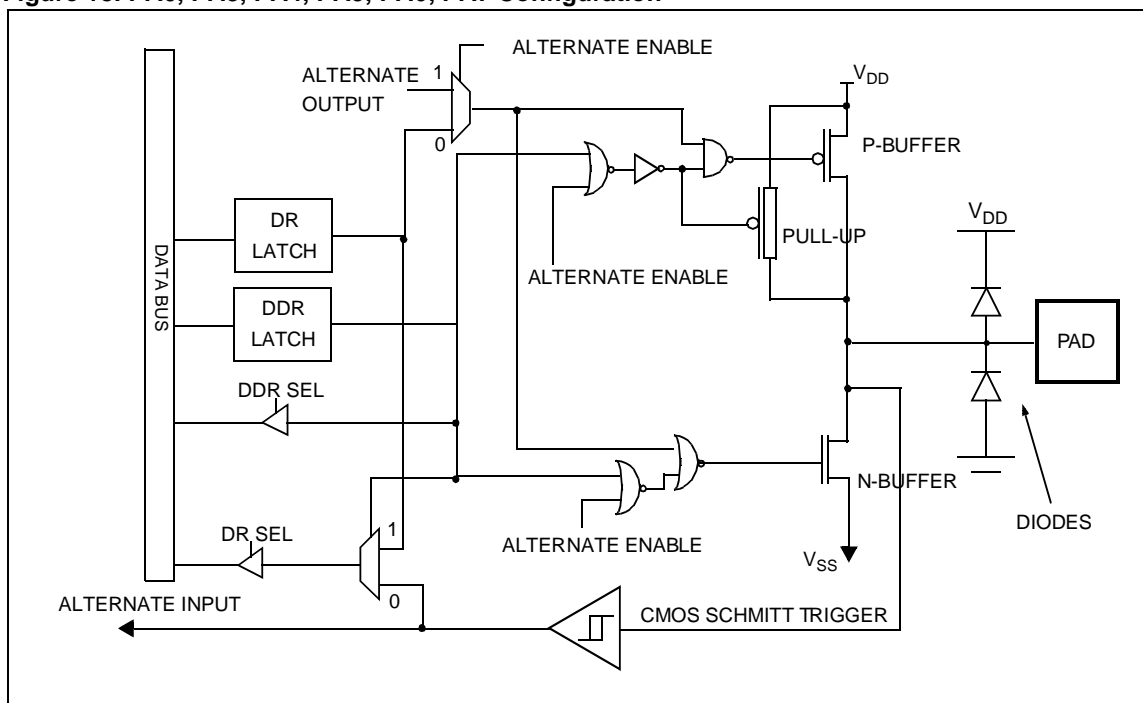 ALTERNATE ENABLE
ALTERNATE
OUTPUT
1
0
VDD
P-BUFFER
PULL-UP
ALTERNATE ENABLE
VDD
DATA BUS
DR
LATCH
DDR
LATCH
PAD
DDR SEL
N-BUFFER
DIODES
ALTERNATE ENABLE
VSS
DR SEL
1
0
ALTERNATE INPUT
CMOS SCHMITT TRIGGER